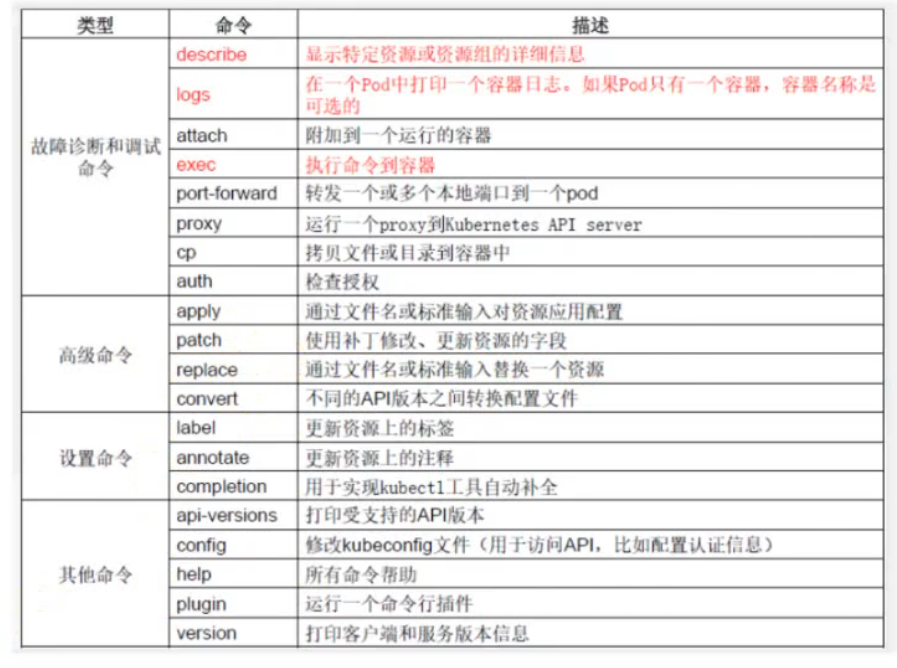 类型 命令 描述
describe 显示特定资源或资源组的详细信息
logs 在一个Pod中打印一个容器日志。如果Pod只有一个容器，容器名称是
可选的
故障诊断和调试
命令
attach 附加到一个运行的容器
exec 执行命令到容器
port-forward 转发一个或多个本地端口到一个pod
proxy 运行一个proxy到Kubernetes API server
cp 拷贝文件或目录到容器中
auth 检查授权
高级命令
apply 通过文件名或标准输入对资源应用配置
patch 使用补丁修改、更新资源的字段
replace 通过文件名或标准输入替换一个资源
convert 不同的API版本之间转换配置文件
设置命令
label 更新资源上的标签
annotate 更新资源上的注释
completion 用于实现kubectl工具自动补全
其他命令
api-versions 打印受支持的API版本
config 修改kubeconfig文件（用于访问API，比如配置认证信息）
help 所有命令帮助
plugin 运行一个命令行插件
version 打印客户端和服务版本信息